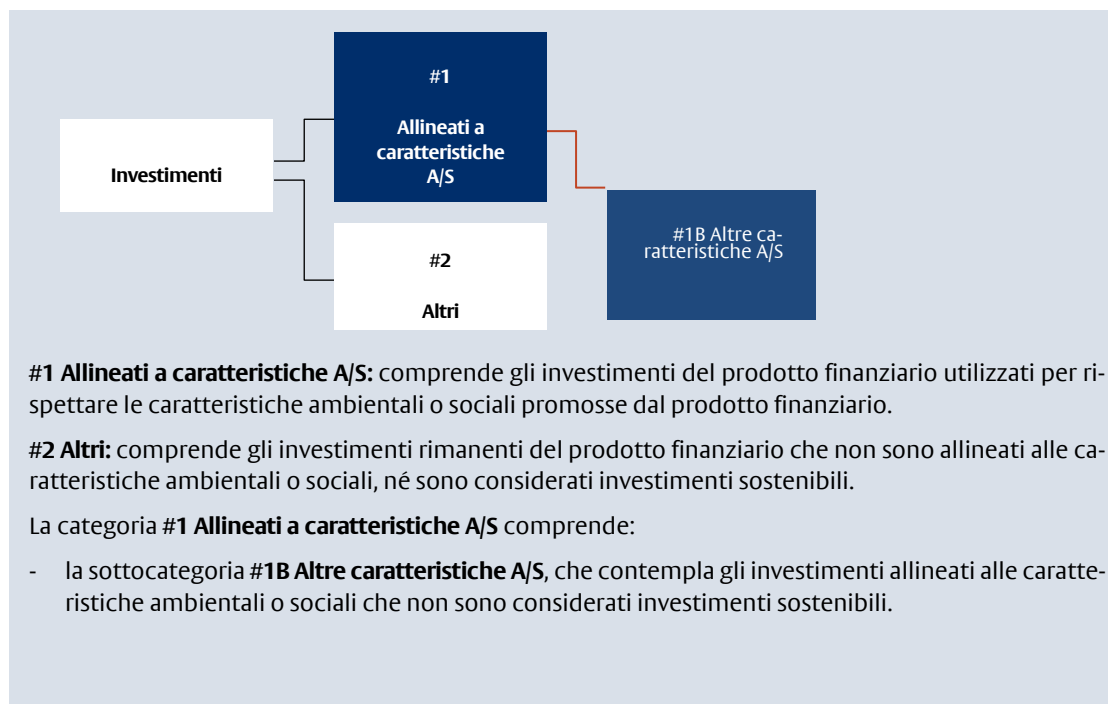 #1
Allineati a
caratteristiche
A/S
Investimenti
#1B Altre ca-
ratteristiche A/S
#2
Altri
#1 Allineati a caratteristiche A/S: comprende gli investimenti del prodotto finanziario utilizzati per ri-
spettare le caratteristiche ambientali o sociali promosse dal prodotto finanziario.
#2 Altri: comprende gli investimenti rimanenti del prodotto finanziario che non sono allineati alle ca-
ratteristiche ambientali o sociali, né sono considerati investimenti sostenibili.
La categoria #1 Allineati a caratteristiche A/S comprende:
- la sottocategoria #1B Altre caratteristiche A/S, che contempla gli investimenti allineati alle caratte-
ristiche ambientali o sociali che non sono considerati investimenti sostenibili.